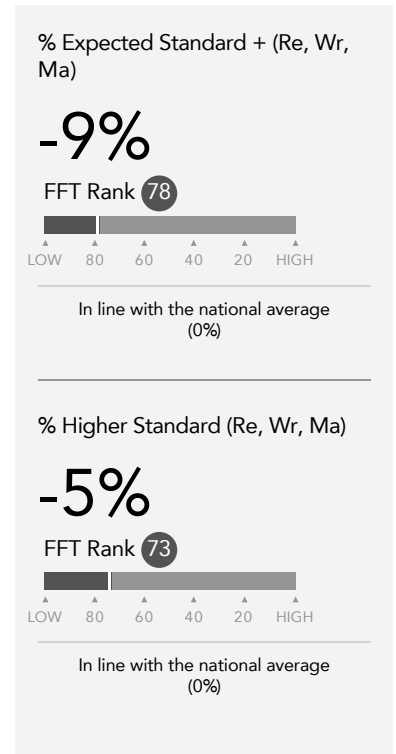 % Expected Standard + (Re, Wr,
Ma)
-9%
FFT Rank 78
LOW 80 60 40 20 HIGH
In line with the national average
(0%)
% Higher Standard (Re, Wr, Ma)
-5%
FFT Rank 73
LOW 80 60 40 20 HIGH
In line with the national average
(0%)